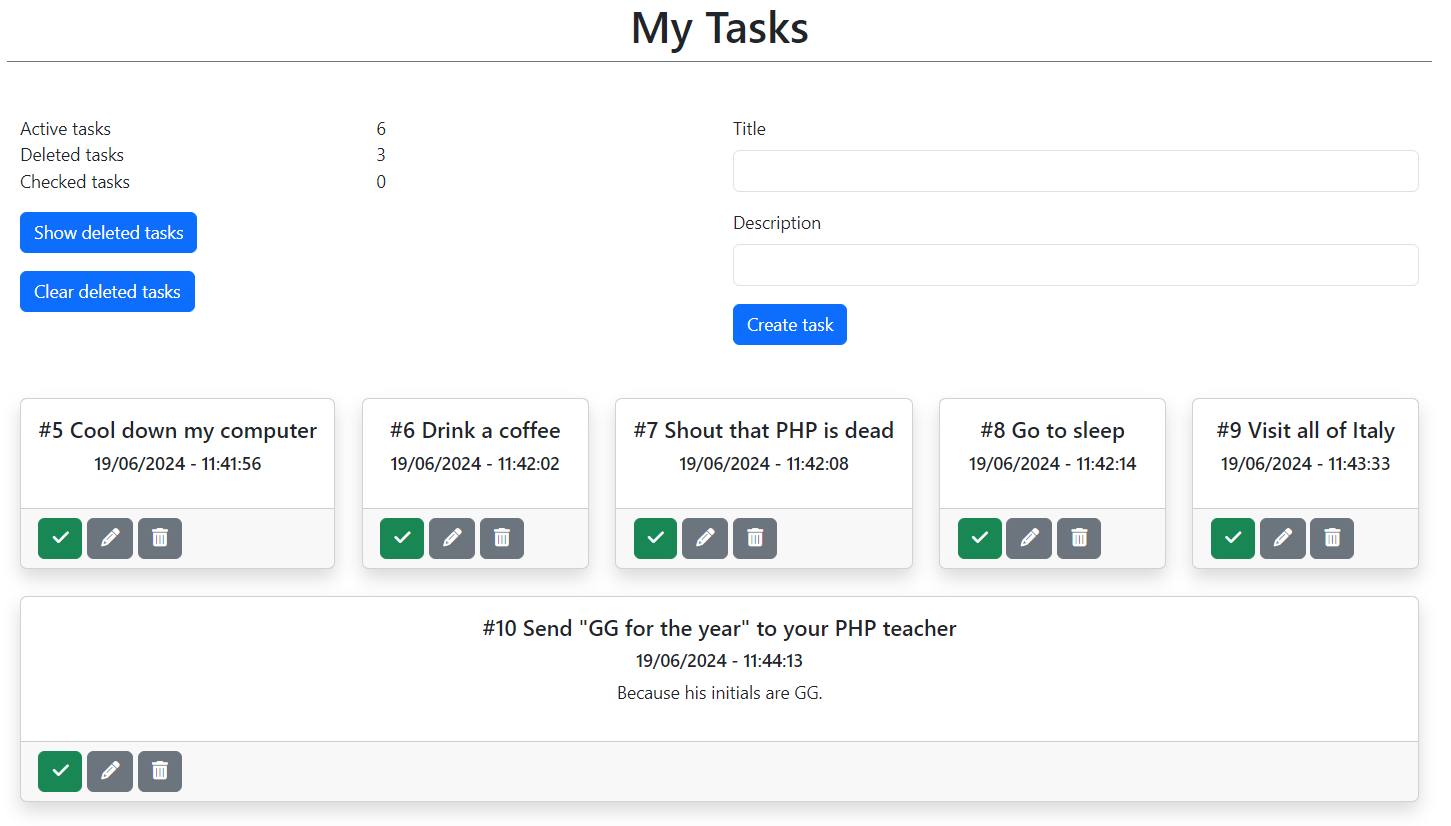 My Tasks
Active tasks 6
Deleted tasks 3
Checked tasks 0
Show deleted tasks
Clear deleted tasks
Title
Description
Create task
#5 Cool down my computer
19/06/2024 - 11:41:56
#6 Drink a coffee
19/06/2024 - 11:42:02
#7 Shout that PHP is dead
19/06/2024 - 11:42:08
#8 Go to sleep
19/06/2024 - 11:42:14
#9 Visit all of Italy
19/06/2024 - 11:43:33
#10 Send "GG for the year" to your PHP teacher
19/06/2024 - 11:44:13
Because his initials are GG.